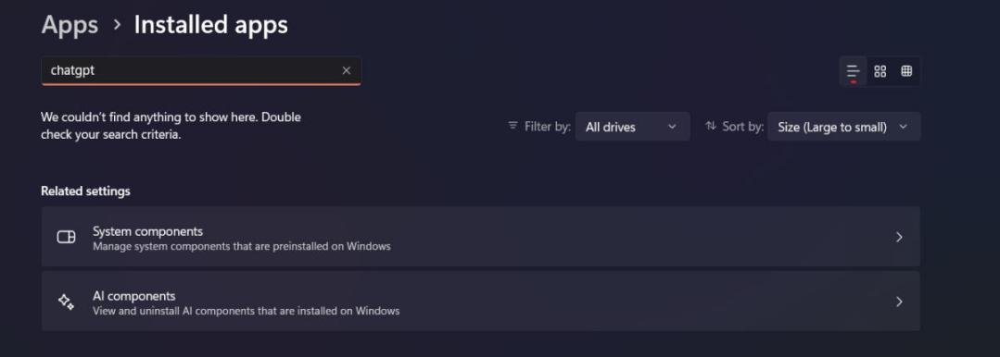 Apps > Installed apps
chatgpt
We couldn't find anything to show here. Double
check your search criteria.
Filter by: All drives
Sort by: Size (Large to small)
Related settings
System components
Manage system components that are preinstalled on Windows
AI components
View and uninstall AI components that are installed on Windows